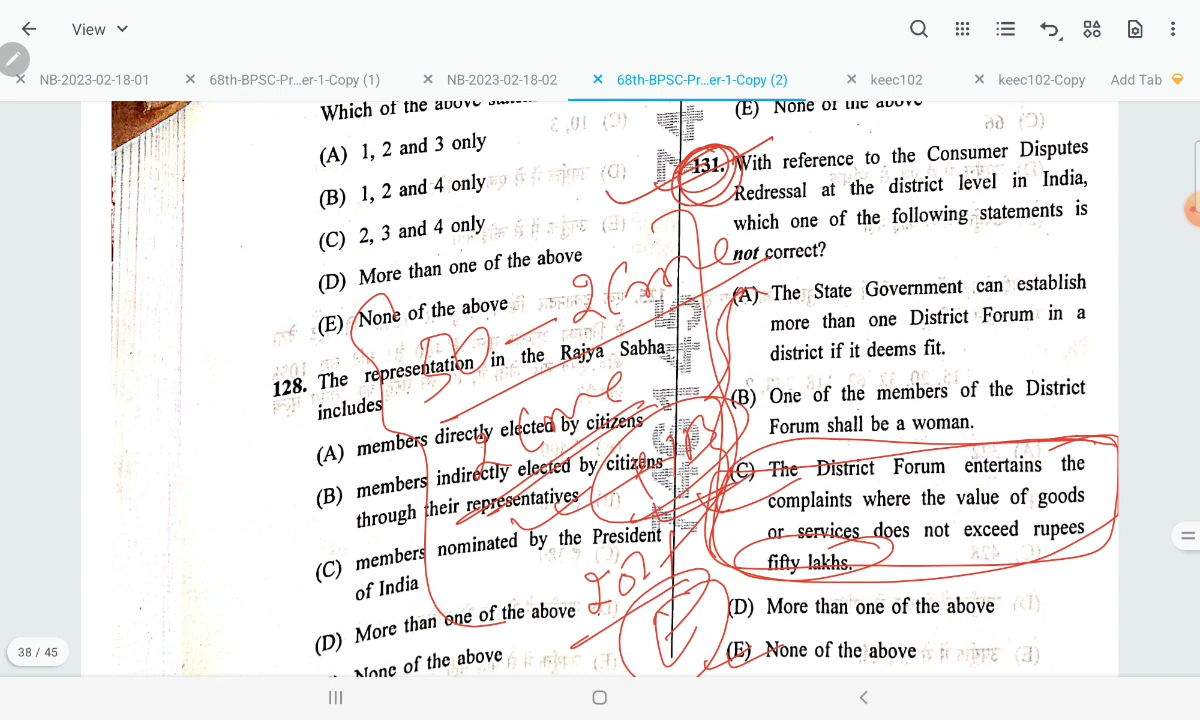 View
NB-2023-02-18-01
68th-BPSC-Pr...er-1-Copy (1)
NB-2023-02-18-02
68th-BPSC-Pr...er-1-Copy (2)
keec102
keec102-Copy
Add Tab
Which of the above
(A) 1, 2 and 3 only
(B) 1, 2 and 4 only
(C) 2, 3 and 4 only
(D) More than one of the above
(E) None of the above
128. The representation in the Rajya Sabha
includes
(A) members directly elected by citizens
(B) members indirectly elected by citizens
through their representatives
(C) members nominated by the President
of India
(D) More than one of the above
None of the above
(E) None of the above
131. With reference to the Consumer Disputes
Redressal at the district level in India,
which one of the following statements is
not correct?
(A) The State Government can establish
more than one District Forum in a
district if it deems fit.
(B) One of the members of the District
Forum shall be a woman.
(C) The District Forum entertains the
complaints where the value of goods
or services does not exceed rupees
fifty lakhs.
(D) More than one of the above
(E) None of the above
38 / 45